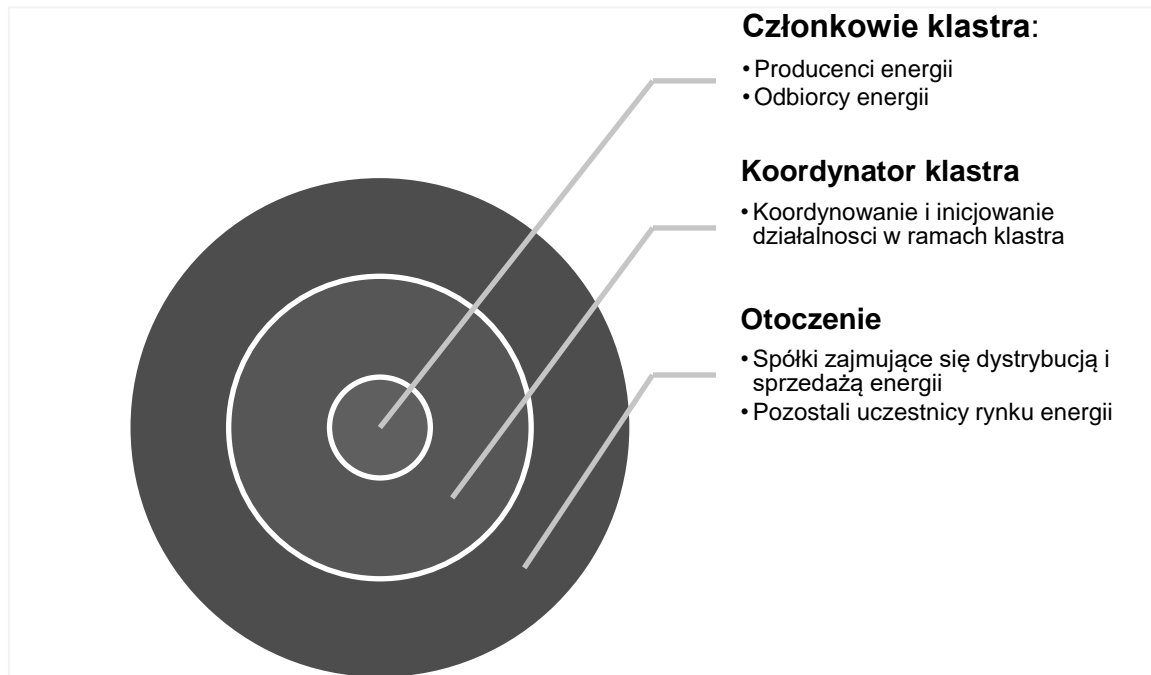 Członkowie klastra:
• Producenci energii
• Odbiorcy energii
Koordynator klastra
• Koordynowanie i inicjowanie
działalnosci w ramach klastra
Otoczenie
• Spółki zajmujące się dystrybucją i
sprzedażą energii
• Pozostali uczestnicy rynku energii